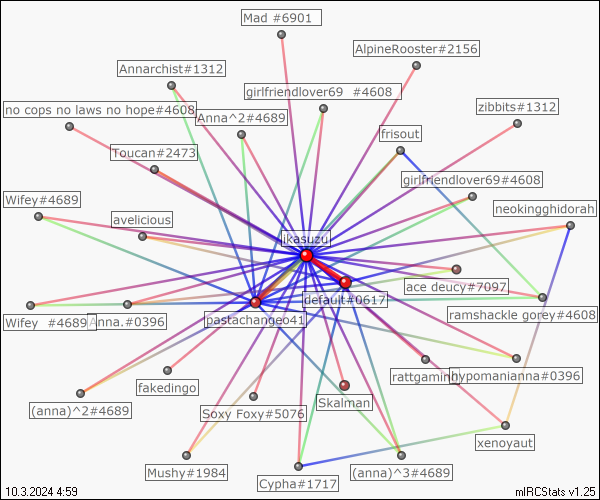 Mad #6901
AlpineRooster#2156
Annarchist#1312
girlfriendlover69 #4608
no cops no laws no hope#4608
Anna^2#4689
zibbits#1312
frisout
Toucan#2473
girlfriendlover69#4608
Wifey#4689
avelicious
neokingghidorah
ikasuzu
ace deucy#7097
default#0617
Wifey #4689
Anna.#0396
pastachangeo41
ramshackle gorey#4608
fakedingo
rattgamin
hypomanianna#0396
(anna)^2#4689
Soxy Foxy#5076
Skalman
xenoyaut
Mushy#1984
Cypha#1717
(anna)^3#4689
10.3.2024 4:59
mIRCStats v1.25